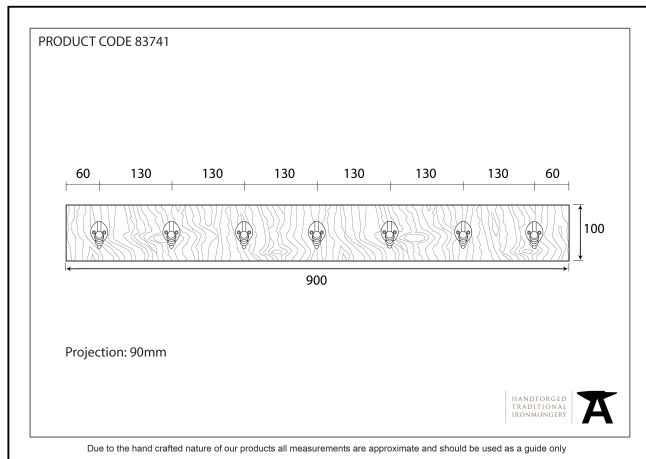 PRODUCT CODE 83741
60 130 130 130 130 130 130 60
100
900
Projection: 90mm
HANDFORGED
TRADITIONAL
IRONMONGERY
A
Due to the hand crafted nature of our products all measurements are approximate and should be used as a guide only